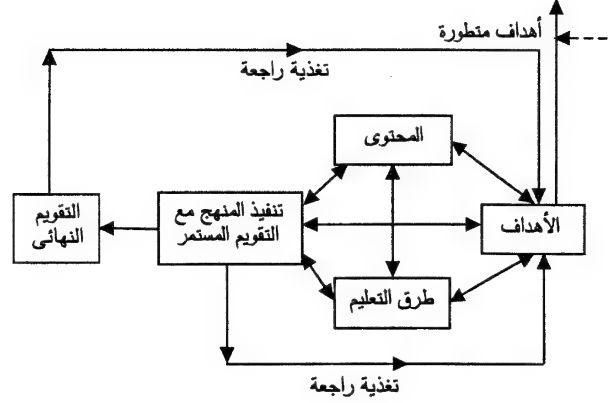 أهداف متطورة
تغذية راجعة
المحتوى
الأهداف
تنفيذ المنهج مع
التقويم المستمر
التقويم
النهائى
طرق التعليم
تغذية راجعة